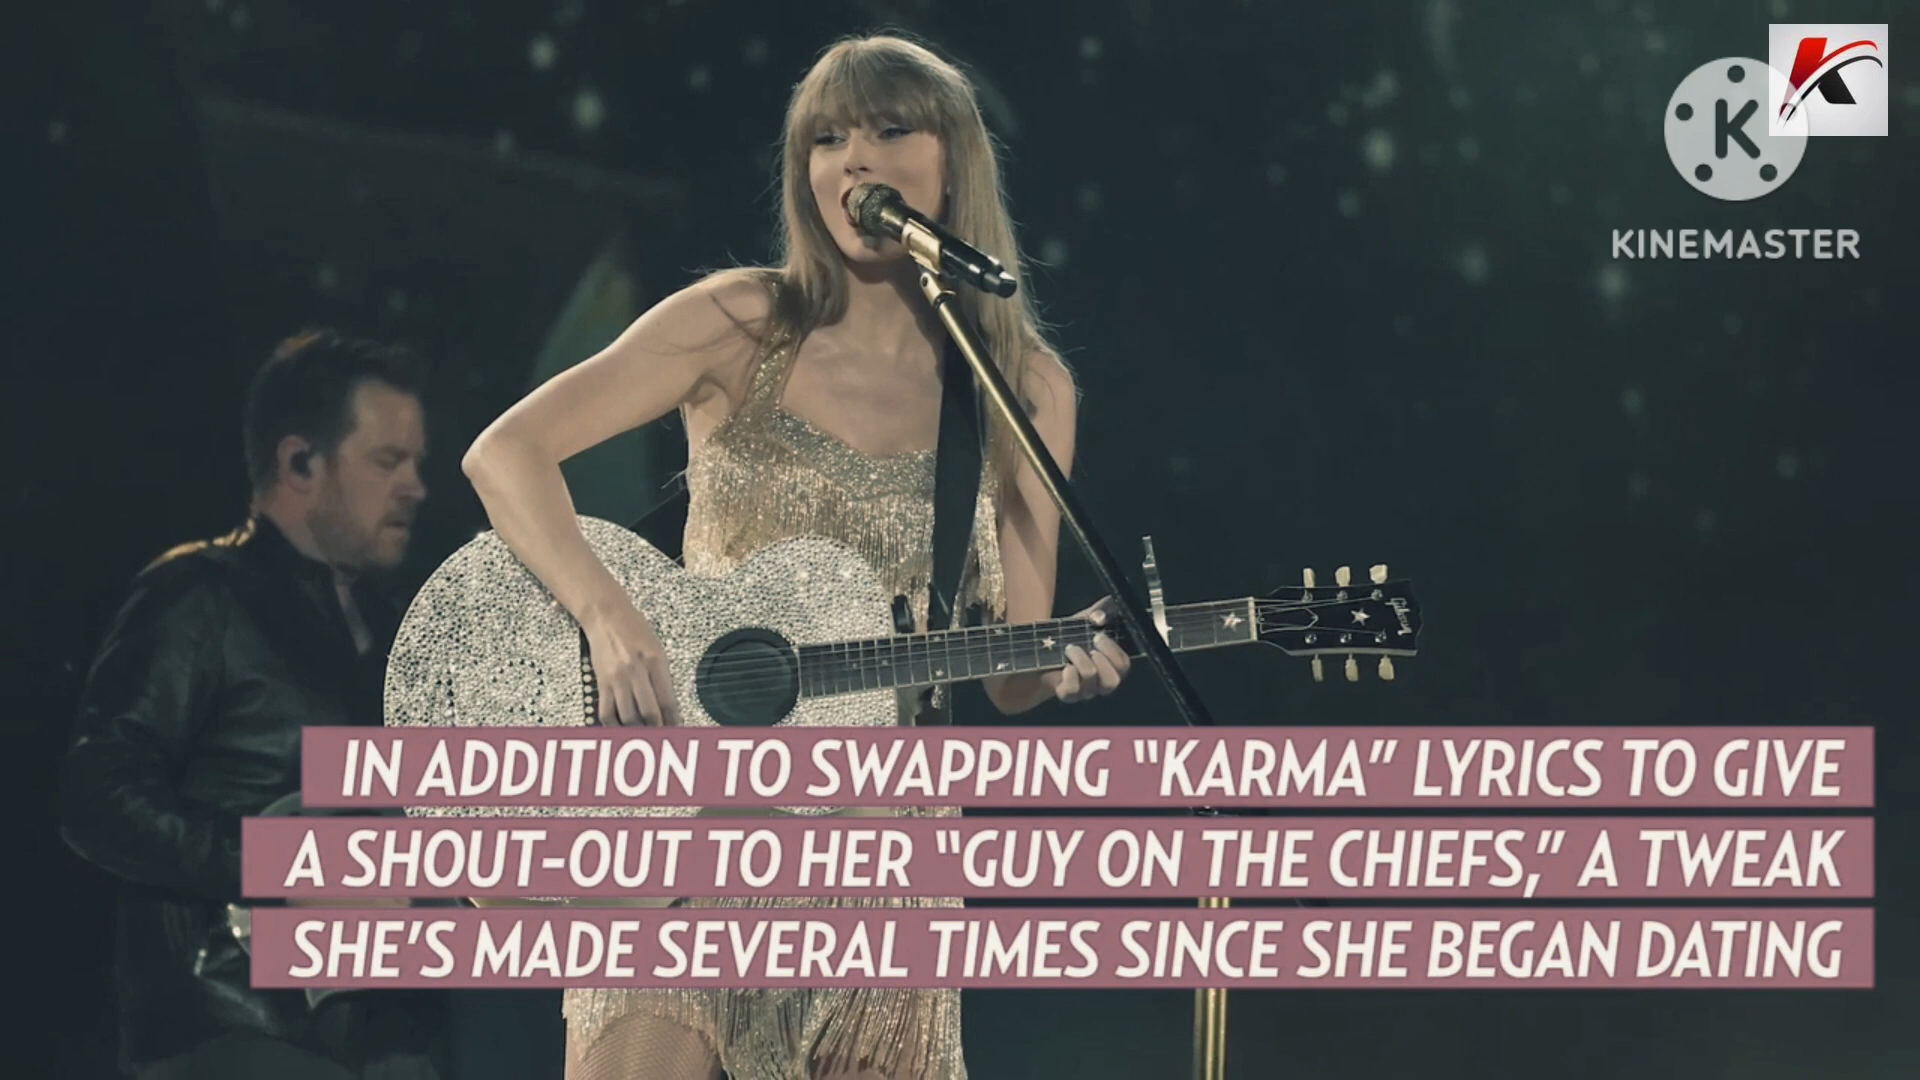 K
K
KINEMASTER
Gibson
IN ADDITION TO SWAPPING “KARMA” LYRICS TO GIVE
A SHOUT-OUT TO HER “GUY ON THE CHIEFS,” A TWEAK
SHE’S MADE SEVERAL TIMES SINCE SHE BEGAN DATING